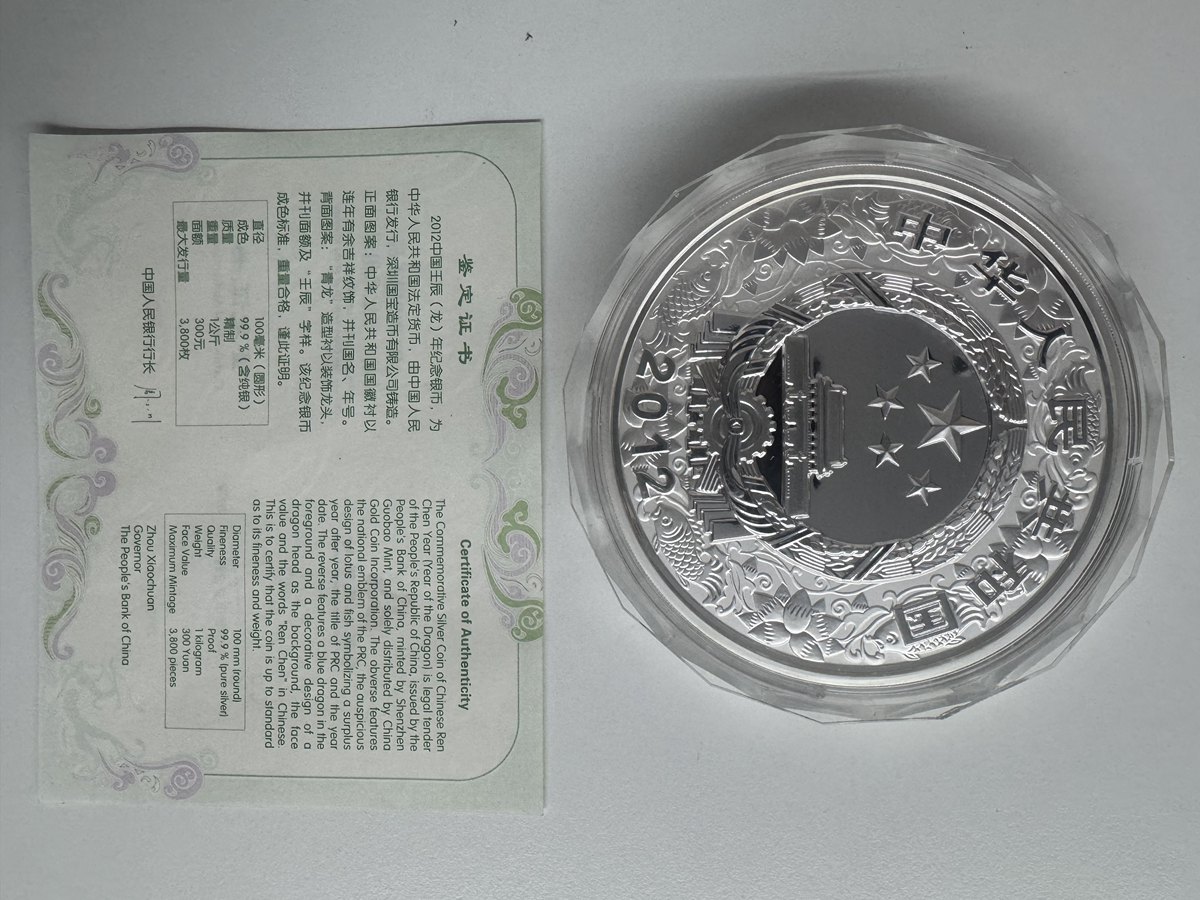 鉴定证书
2012中国壬辰（龙）年纪念银币，为
中华人民共和国法定货币，由中国人民
银行发行，深圳国宝造币有限公司铸造。
正面图案：中华人民共和国国徽衬以
连年有余吉祥纹饰，并刊国名、年号。
背面图案：“青龙”造型衬以装饰龙头，
并刊面额及“壬辰”字样。该纪念银币
成色标准，重量合格，谨此证明。
直径 100毫米（圆形）
成色 99.9%（含纯银）
质量 精制
重量 1公斤
面额 300元
最大发行量 3,800枚
中国人民银行行长
Certificate of Authenticity
The Commemorative Silver Coin of Chinese Ren
Chen Year (Year of the Dragon) is legal tender
of the People's Republic of China, issued by the
People's Bank of China, minted by Shenzhen
Guobao Mint, and solely distributed by China
Gold Coin Incorporation. The obverse features
the national emblem of the PRC, the auspicious
design of lotus and fish symbolizing a surplus
year after year, the title of PRC and the year
date. The reverse features a blue dragon in the
foreground and a decorative design of a
dragon head as the background, the face
value and the words "Ren Chen" in Chinese.
This is to certify that the coin is up to standard
as to its fineness and weight.
Diameter 100 mm (round)
Fineness 99.9 % (pure silver)
Quality Proof
Weight 1 kilogram
Face Value 300 Yuan
Maximum Mintage 3,800 pieces
Zhou Xiaochuan
Governor
The People's Bank of China
中华人民共和国
2012